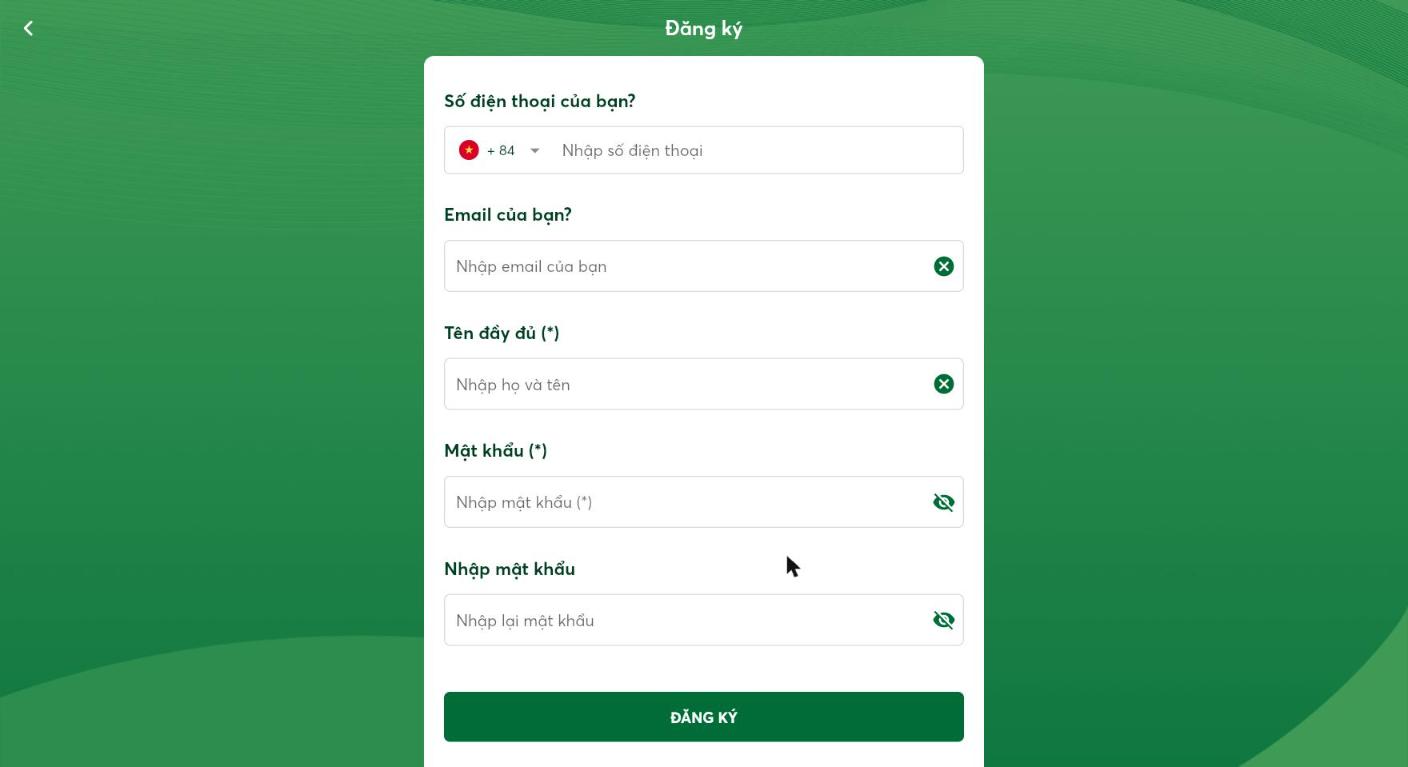 Đăng ký
Số điện thoại của bạn?
+ 84
Nhập số điện thoại
Email của bạn?
Nhập email của bạn
Tên đầy đủ (*)
Nhập họ và tên
Mật khẩu (*)
Nhập mật khẩu (*)
Nhập mật khẩu
Nhập lại mật khẩu
ĐĂNG KÝ